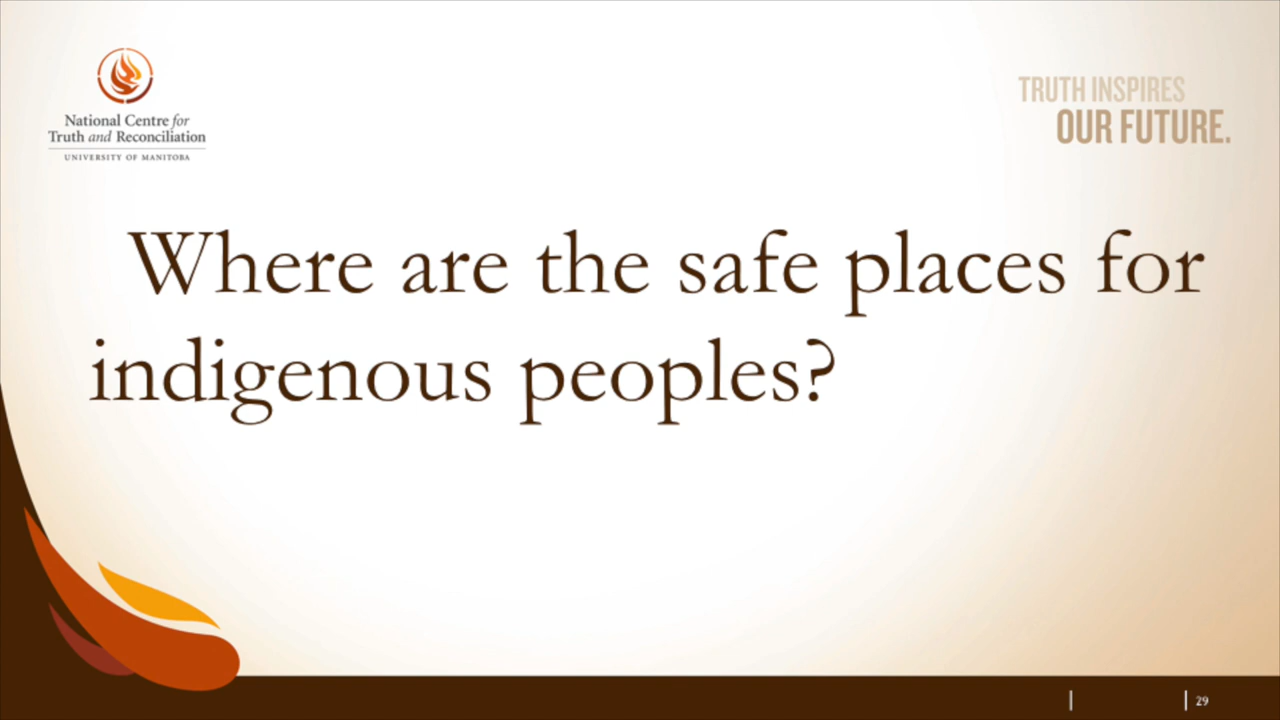 National Centre for
Truth and Reconciliation
UNIVERSITY OF MANITOBA
TRUTH INSPIRES
OUR FUTURE.
Where are the safe places for
indigenous peoples?
29